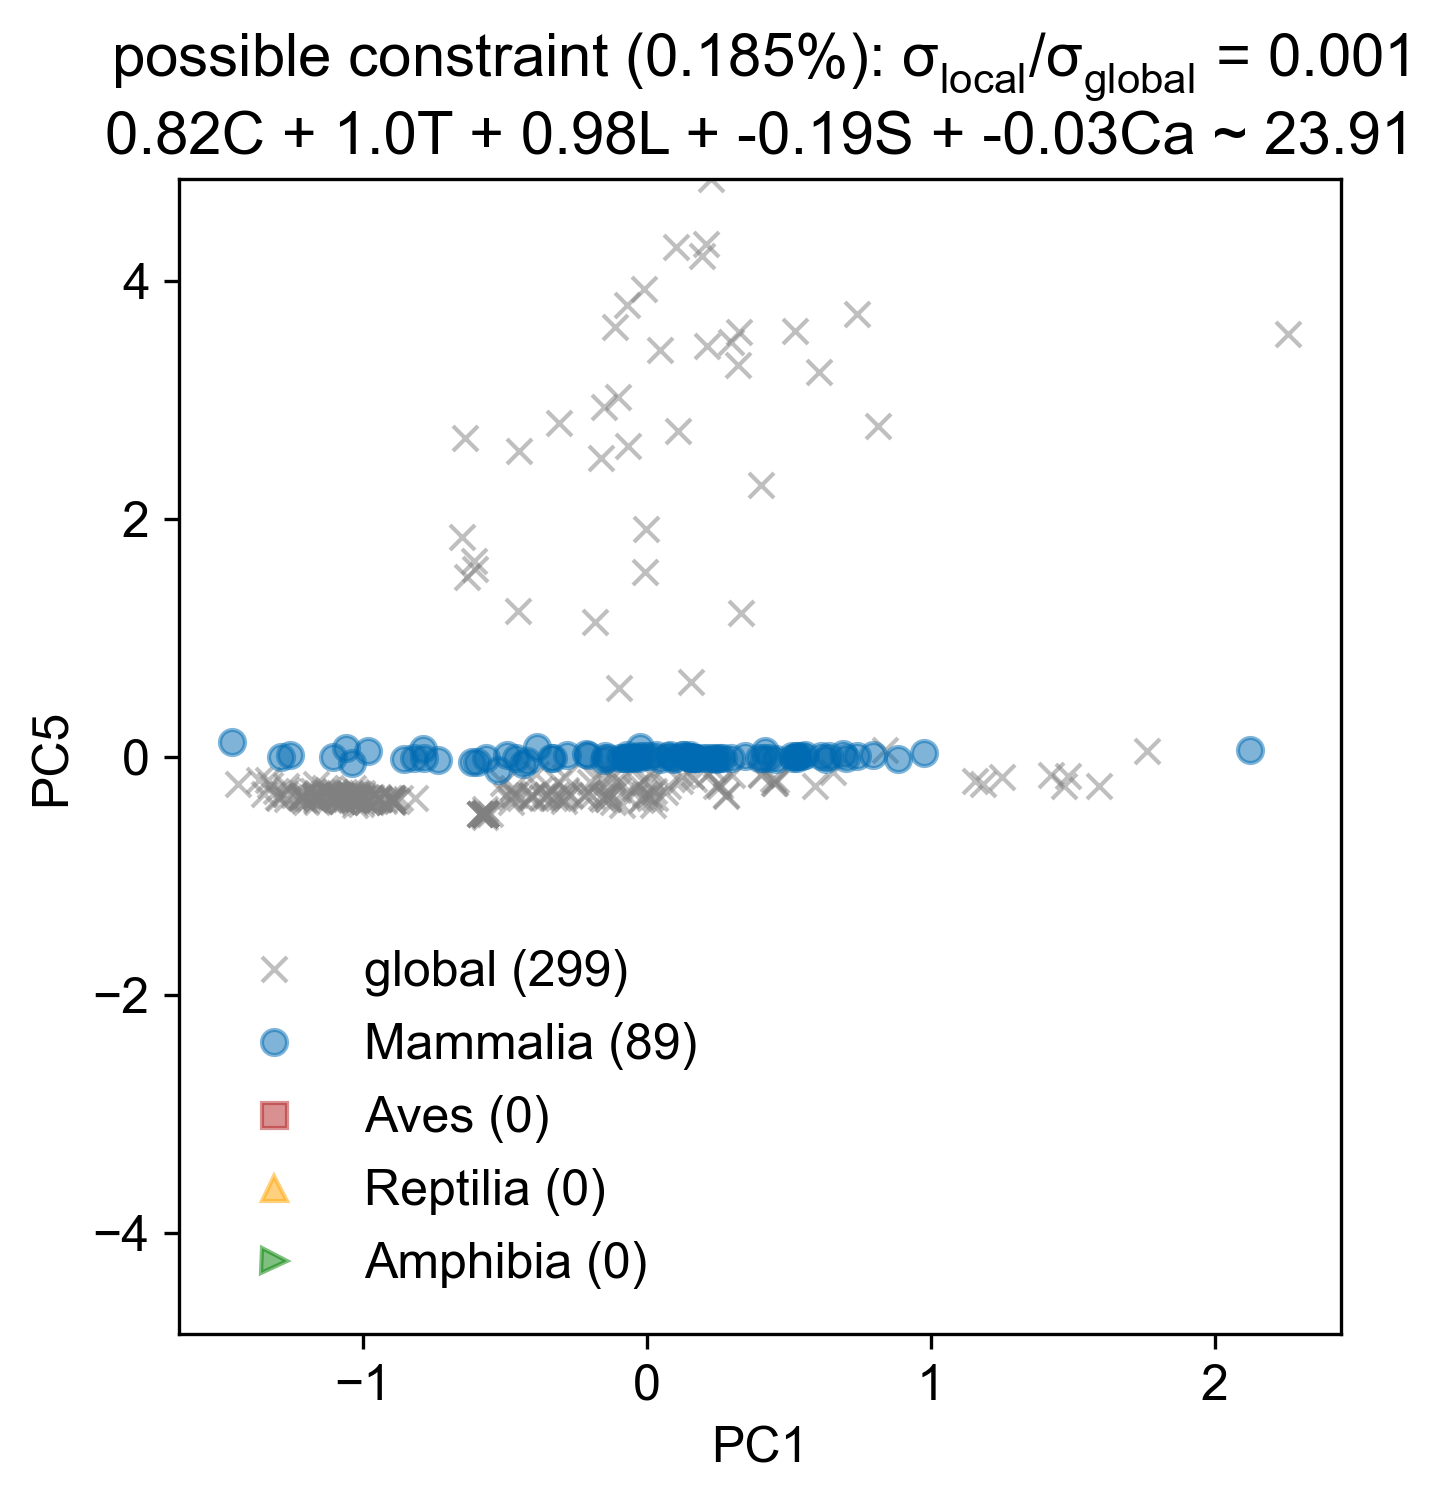 possible constraint (0.185%): σlocal/σglobal = 0.001
0.82C + 1.0T + 0.98L + -0.19S + -0.03Ca ~ 23.91
4
2
0
−2
−4
PC5
global (299)
Mammalia (89)
Aves (0)
Reptilia (0)
Amphibia (0)
−1
0
1
2
PC1